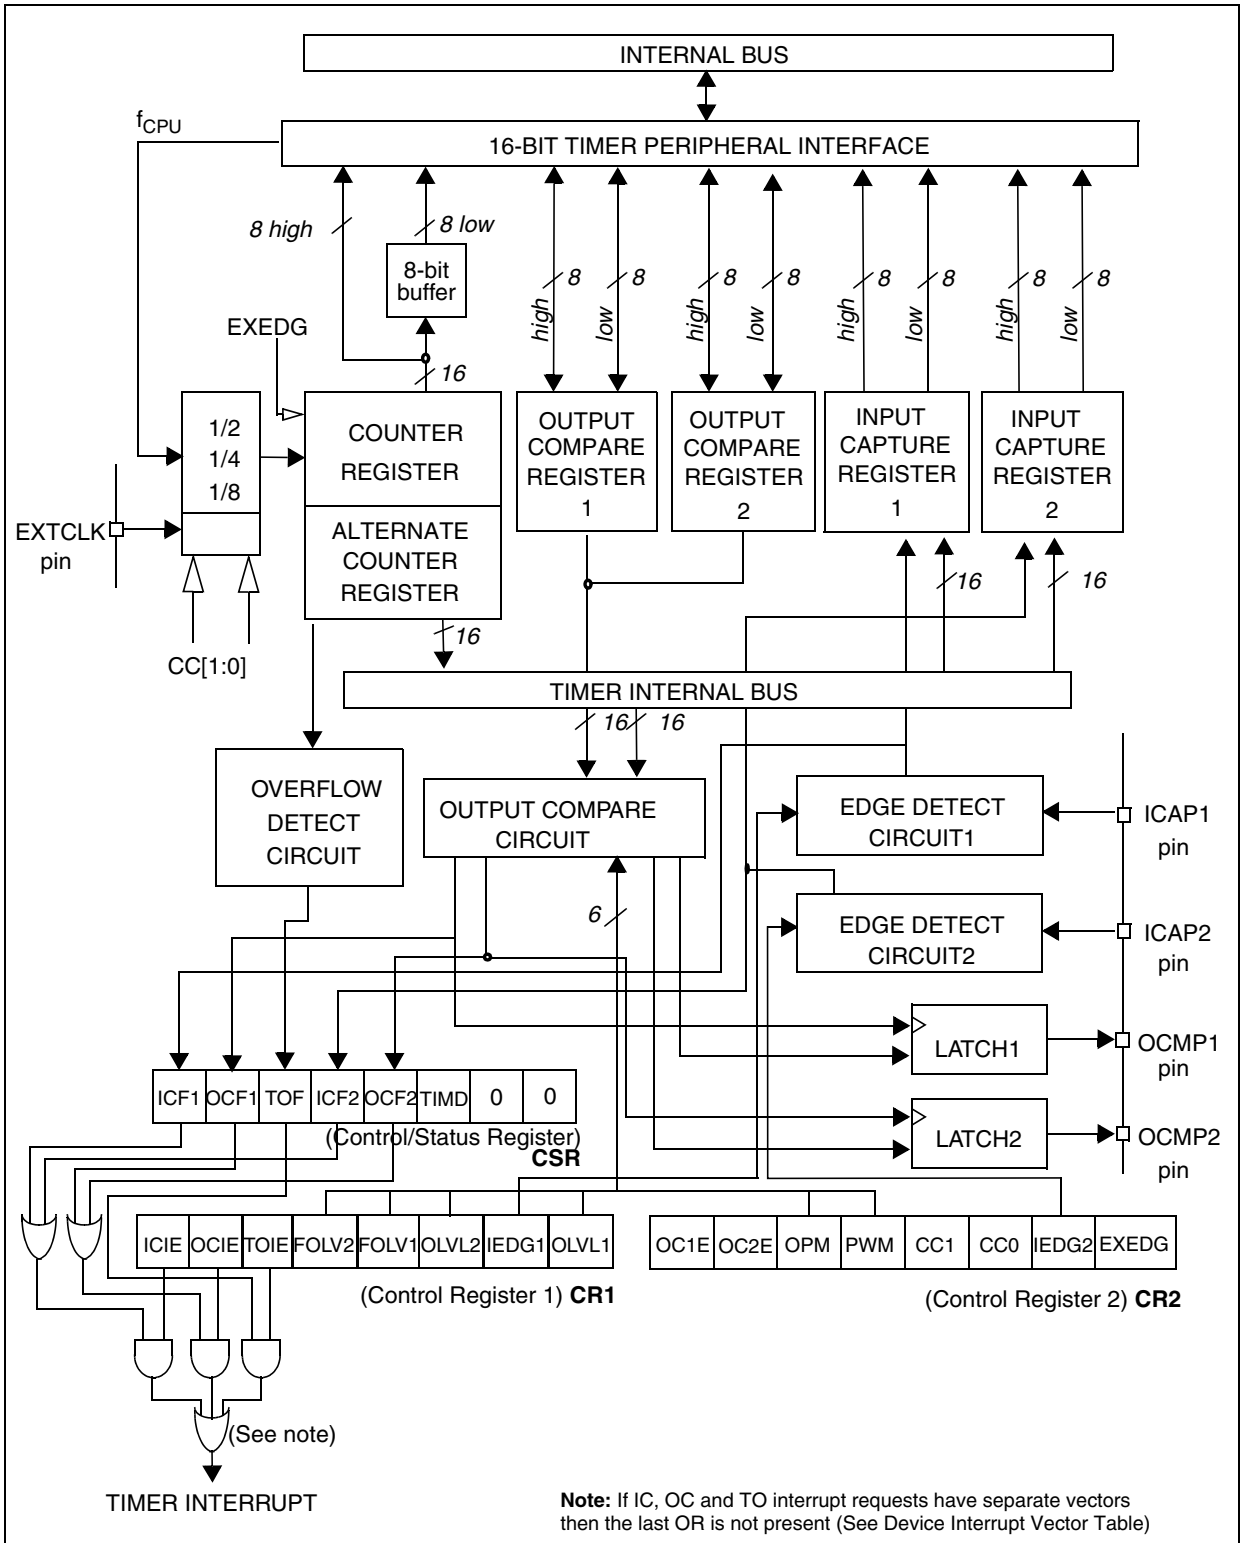 INTERNAL BUS
fCPU
16-BIT TIMER PERIPHERAL INTERFACE
8 high
8 low
8-bit
buffer
8
8
8
8
8
8
8
8
high
low
high
low
high
low
high
low
EXEDG
16
1/2
1/4
1/8
COUNTER
REGISTER
ALTERNATE
COUNTER
REGISTER
OUTPUT
COMPARE
REGISTER
1
OUTPUT
COMPARE
REGISTER
2
INPUT
CAPTURE
REGISTER
1
INPUT
CAPTURE
REGISTER
2
EXTCLK
pin
CC[1:0]
16
16
16
TIMER INTERNAL BUS
16
16
OVERFLOW
DETECT
CIRCUIT
OUTPUT COMPARE
CIRCUIT
6
EDGE DETECT
CIRCUIT1
ICAP1
pin
EDGE DETECT
CIRCUIT2
ICAP2
pin
LATCH1
OCMP1
pin
LATCH2
OCMP2
pin
ICF1 OCF1 TOF ICF2 OCF2 TIMD 0 0
(Control/Status Register)
CSR
ICIE OCIE TOIE FOLV2 FOLV1 OLVL2 IEDG1 OLVL1
(Control Register 1) CR1
OC1E OC2E OPM PWM CC1 CC0 IEDG2 EXEDG
(Control Register 2) CR2
(See note)
TIMER INTERRUPT
Note: If IC, OC and TO interrupt requests have separate vectors
then the last OR is not present (See Device Interrupt Vector Table)